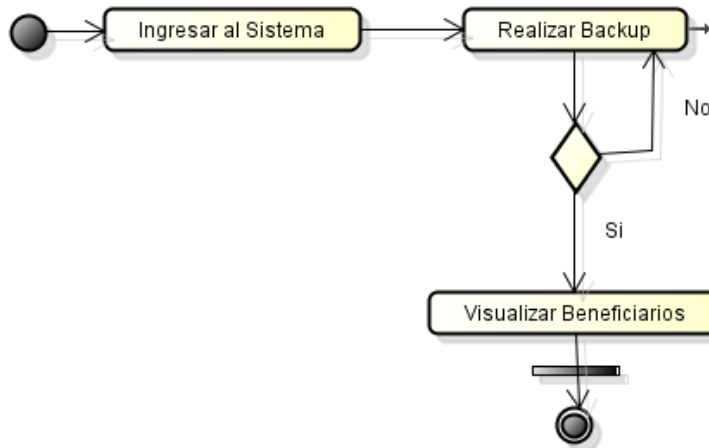 Ingresar al Sistema
Realizar Backup
No
Si
Visualizar Beneficiarios